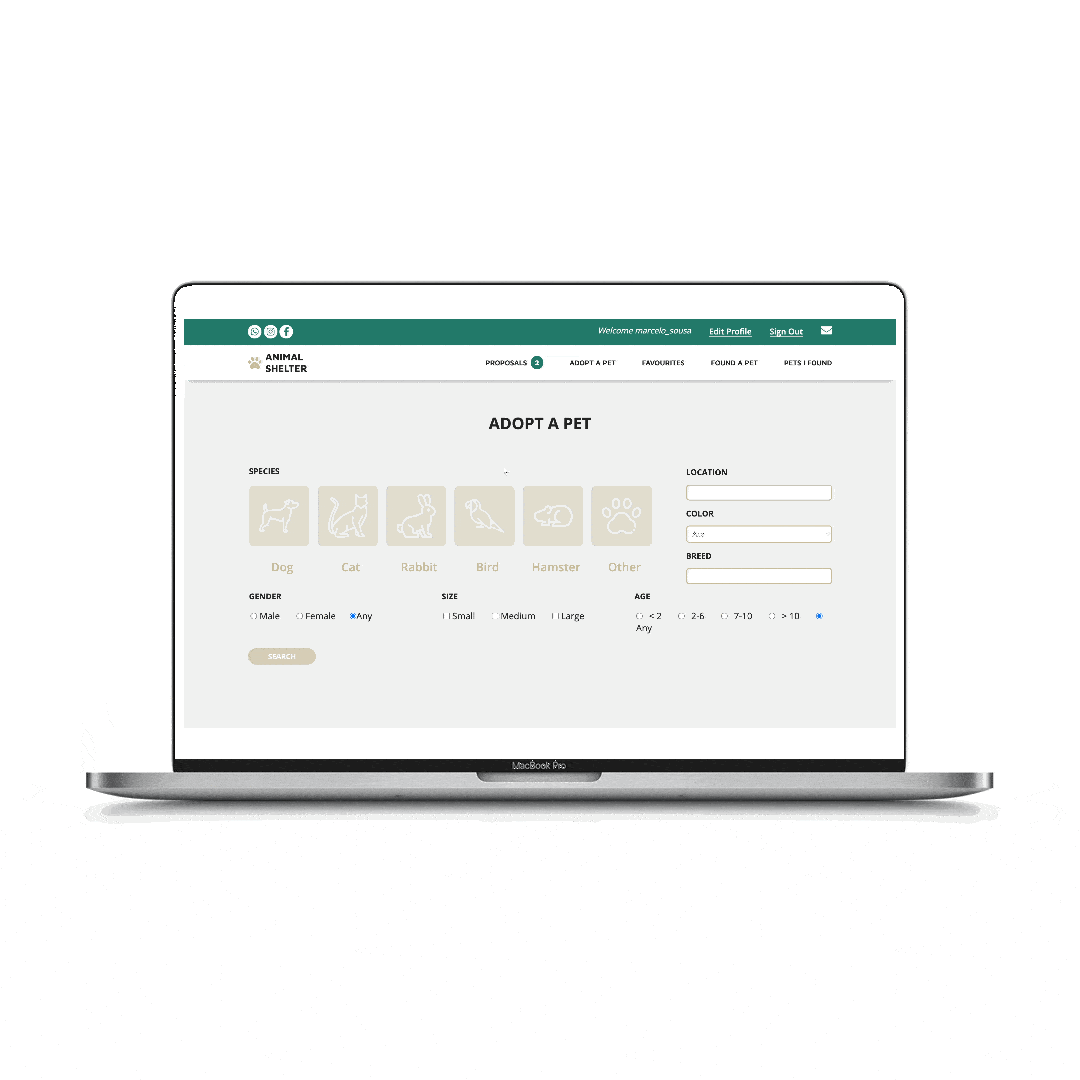 Welcome marcelo_sousa Edit Profile Sign Out
ANIMAL
SHELTER
PROPOSALS 2 ADOPT A PET FAVOURITES FOUND A PET PETS I FOUND
ADOPT A PET
SPECIES
Dog Cat Rabbit Bird Hamster Other
LOCATION
COLOR
Any
BREED
GENDER
Male Female Any
SIZE
Small Medium Large
AGE
< 2 2-6 7-10 > 10
Any
SEARCH
MacBook Pro